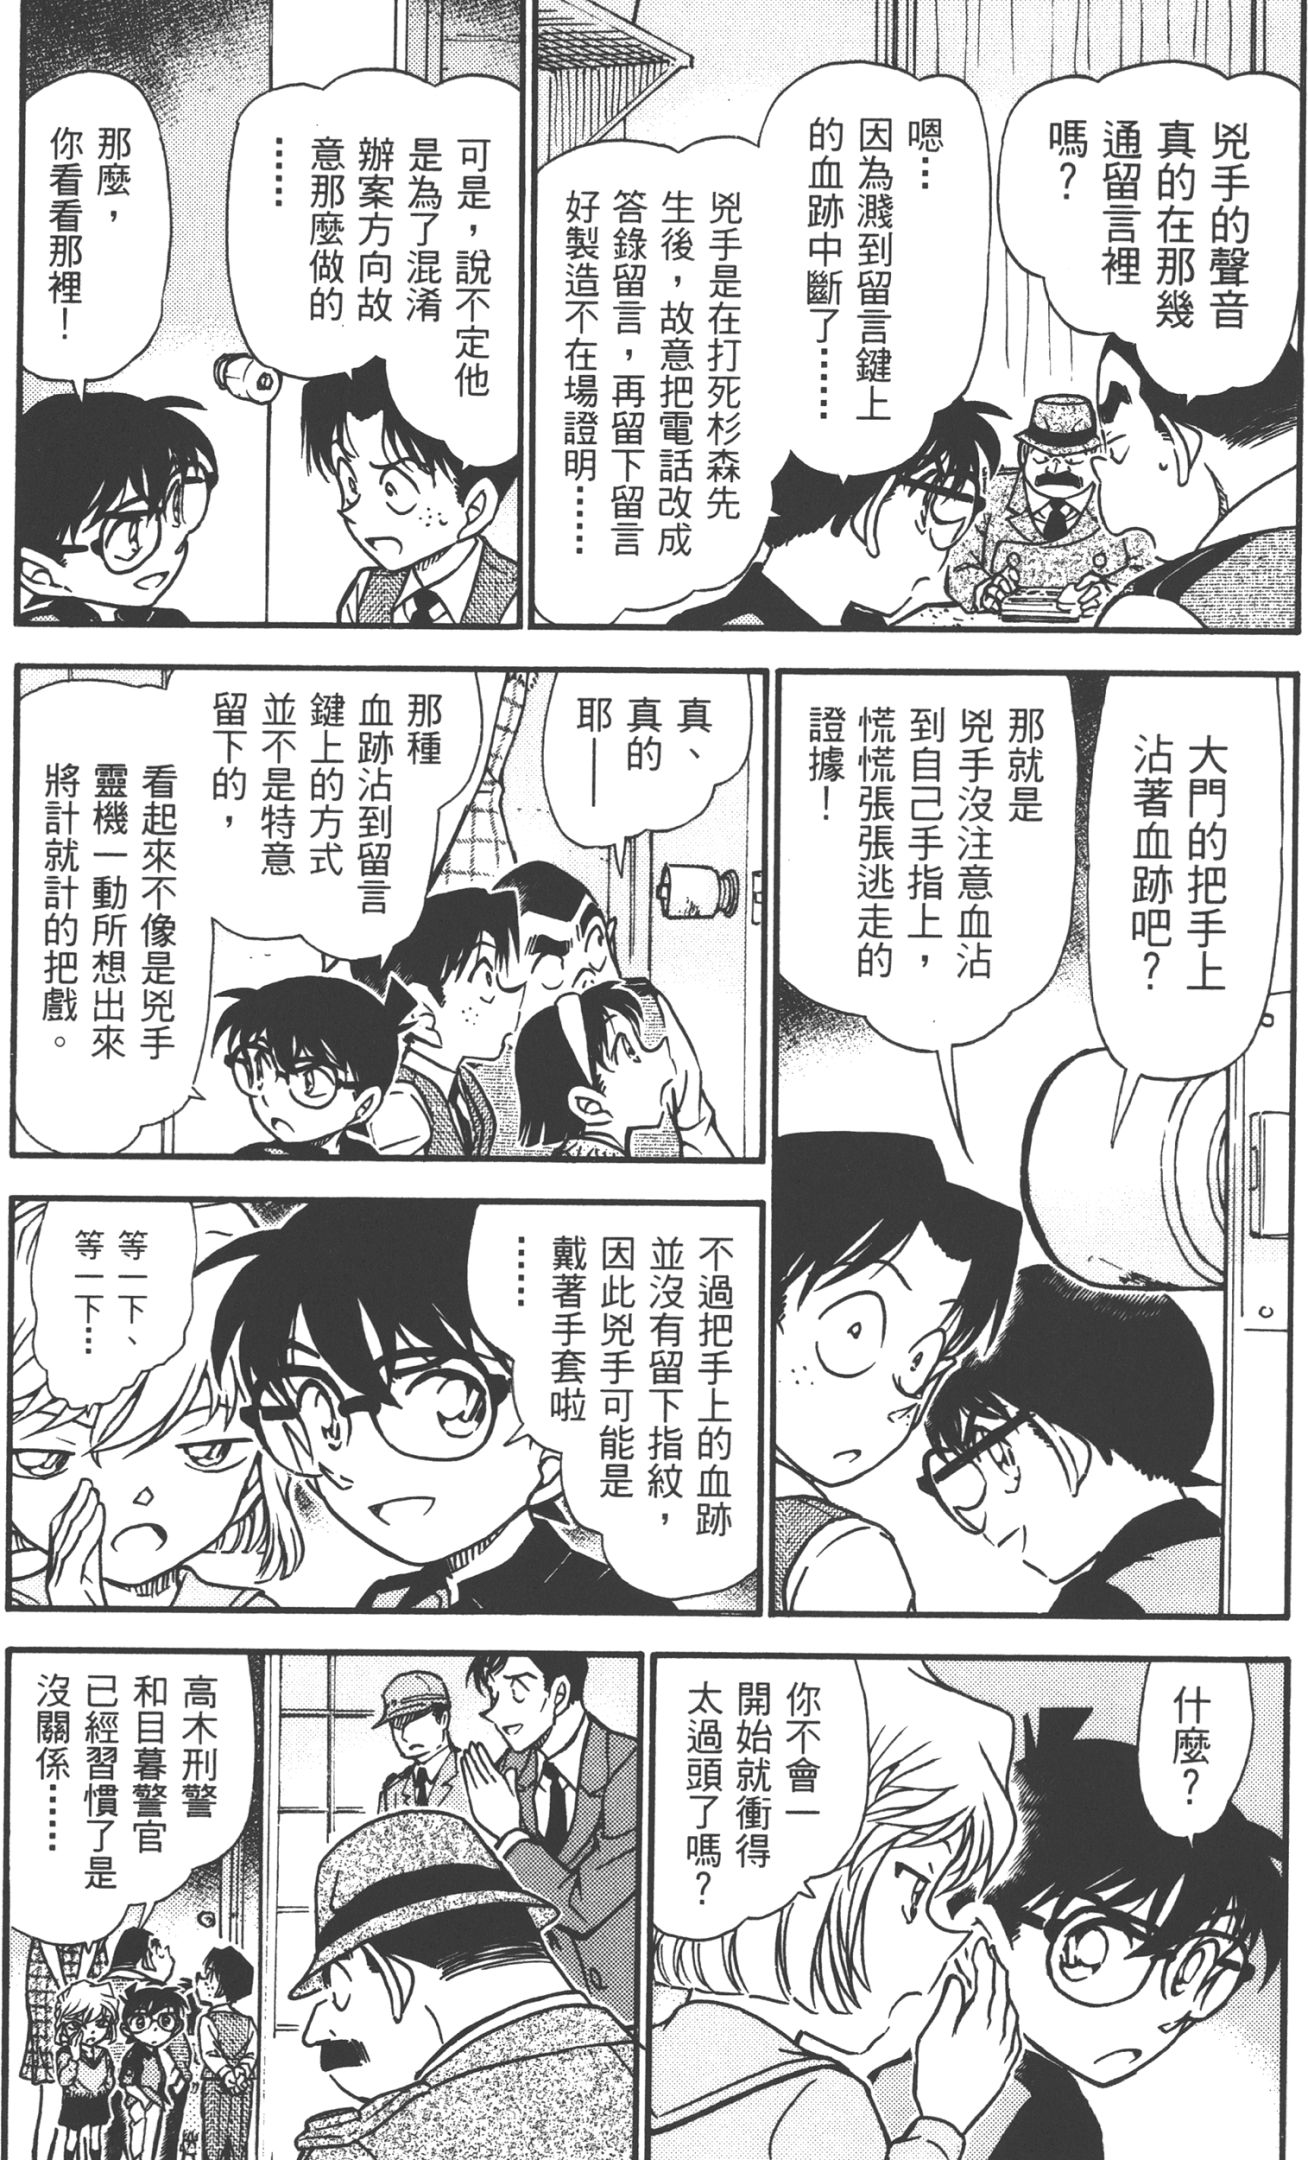 兇手的聲音
真的在那幾
通留言裡
嗎？
嗯…
因為濺到留言鍵上
的血跡中斷了……
兇手是在打死杉森先
生後，故意把電話改成
答錄留言，再留下留言
好製造不在場證明……
可是，說不定他
是為了混淆
辦案方向故
意那麼做的
……
那麼，
你看看那裡！
大門的把手上
沾著血跡吧？
那就是
兇手沒注意血沾
到自己手指上，
慌慌張張逃走的
證據！
真、
真的
耶──
那種
血跡沾到留言
鍵上的方式
並不是特意
留下的，
看起來不像是兇手
靈機一動所想出來
將計就計的把戲。
不過把手上的血跡
並沒有留下指紋，
因此兇手可能是
戴著手套啦
……
等一下、
等一下…
什麼？
你不會一
開始就衝得
太過頭了嗎？
高木刑警
和目暮警官
已經習慣了是
沒關係……